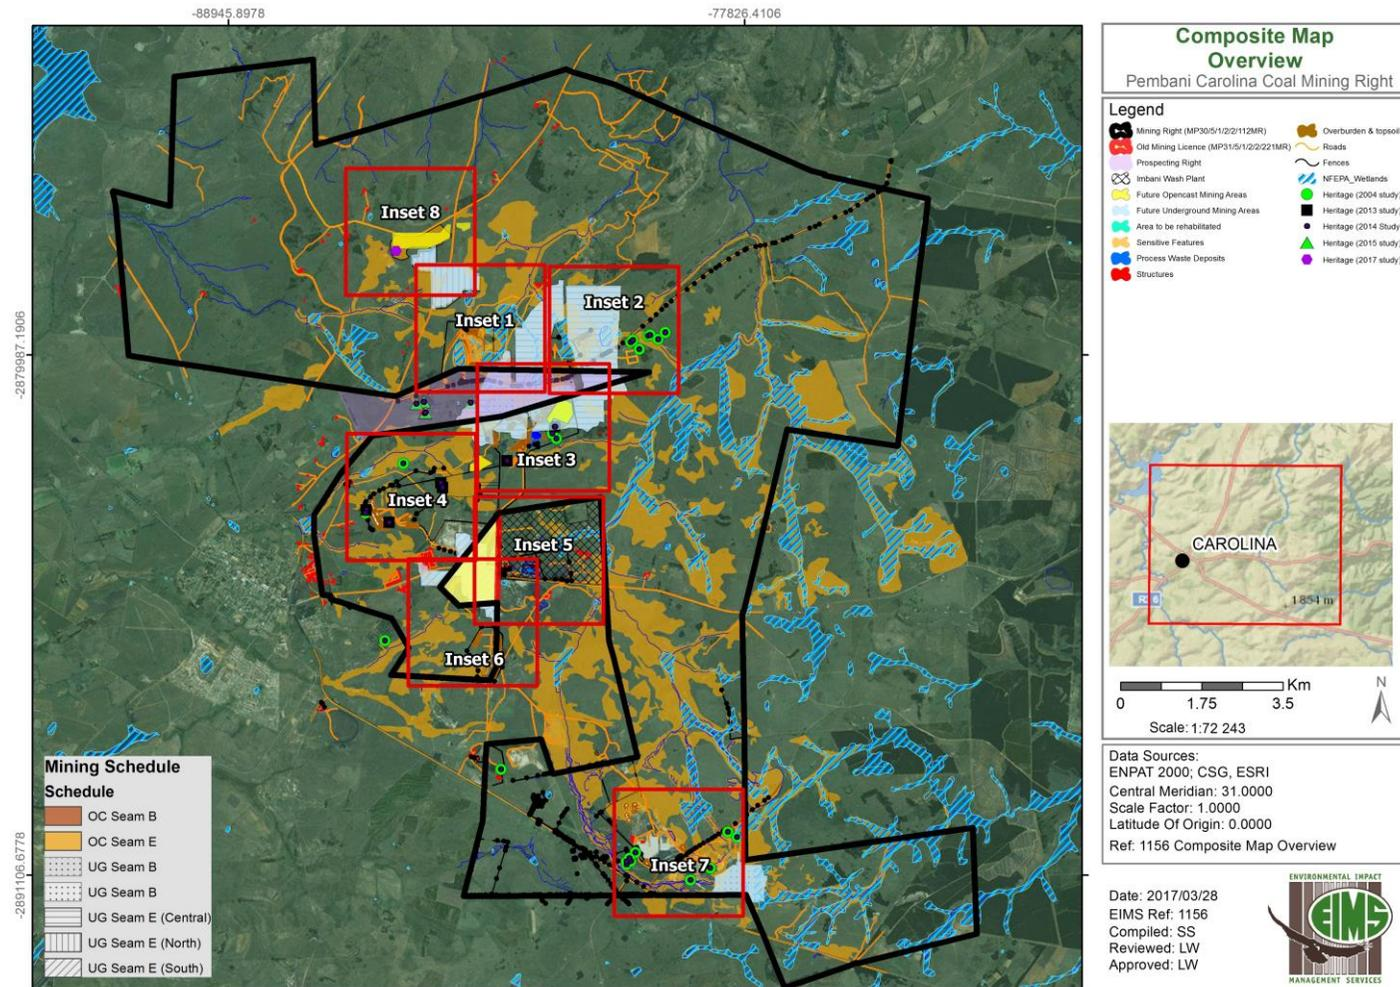 -88945.8978
-77826.4106
-2879987.1906
-2891106.6778
Inset 8
Inset 2
Inset 1
Inset 3
Inset 4
Inset 5
Inset 6
Inset 7
Mining Schedule
Schedule
OC Seam B
OC Seam E
UG Seam B
UG Seam B
UG Seam E (Central)
UG Seam E (North)
UG Seam E (South)
Composite Map
Overview
Pembani Carolina Coal Mining Right
Legend
Mining Right (MP30/5/1/2/2/112MR)
Old Mining Licence (MP31/5/1/2/2/221MR)
Prospecting Right
Imbani Wash Plant
Future Opencast Mining Areas
Future Underground Mining Areas
Area to be rehabilitated
Sensitive Features
Process Waste Deposits
Structures
Overburden & topsoil
Roads
Fences
NFEPA_Wetlands
Heritage (2004 study)
Heritage (2013 study)
Heritage (2014 Study)
Heritage (2015 study)
Heritage (2017 study)
CAROLINA
1854 m
Km
0 1.75 3.5
N
Scale: 1:72 243
Data Sources:
ENPAT 2000; CSG, ESRI
Central Meridian: 31.0000
Scale Factor: 1.0000
Latitude Of Origin: 0.0000
Ref: 1156 Composite Map Overview
Date: 2017/03/28
EIMS Ref: 1156
Compiled: SS
Reviewed: LW
Approved: LW
ENVIRONMENTAL IMPACT
EIMS
MANAGEMENT SERVICES